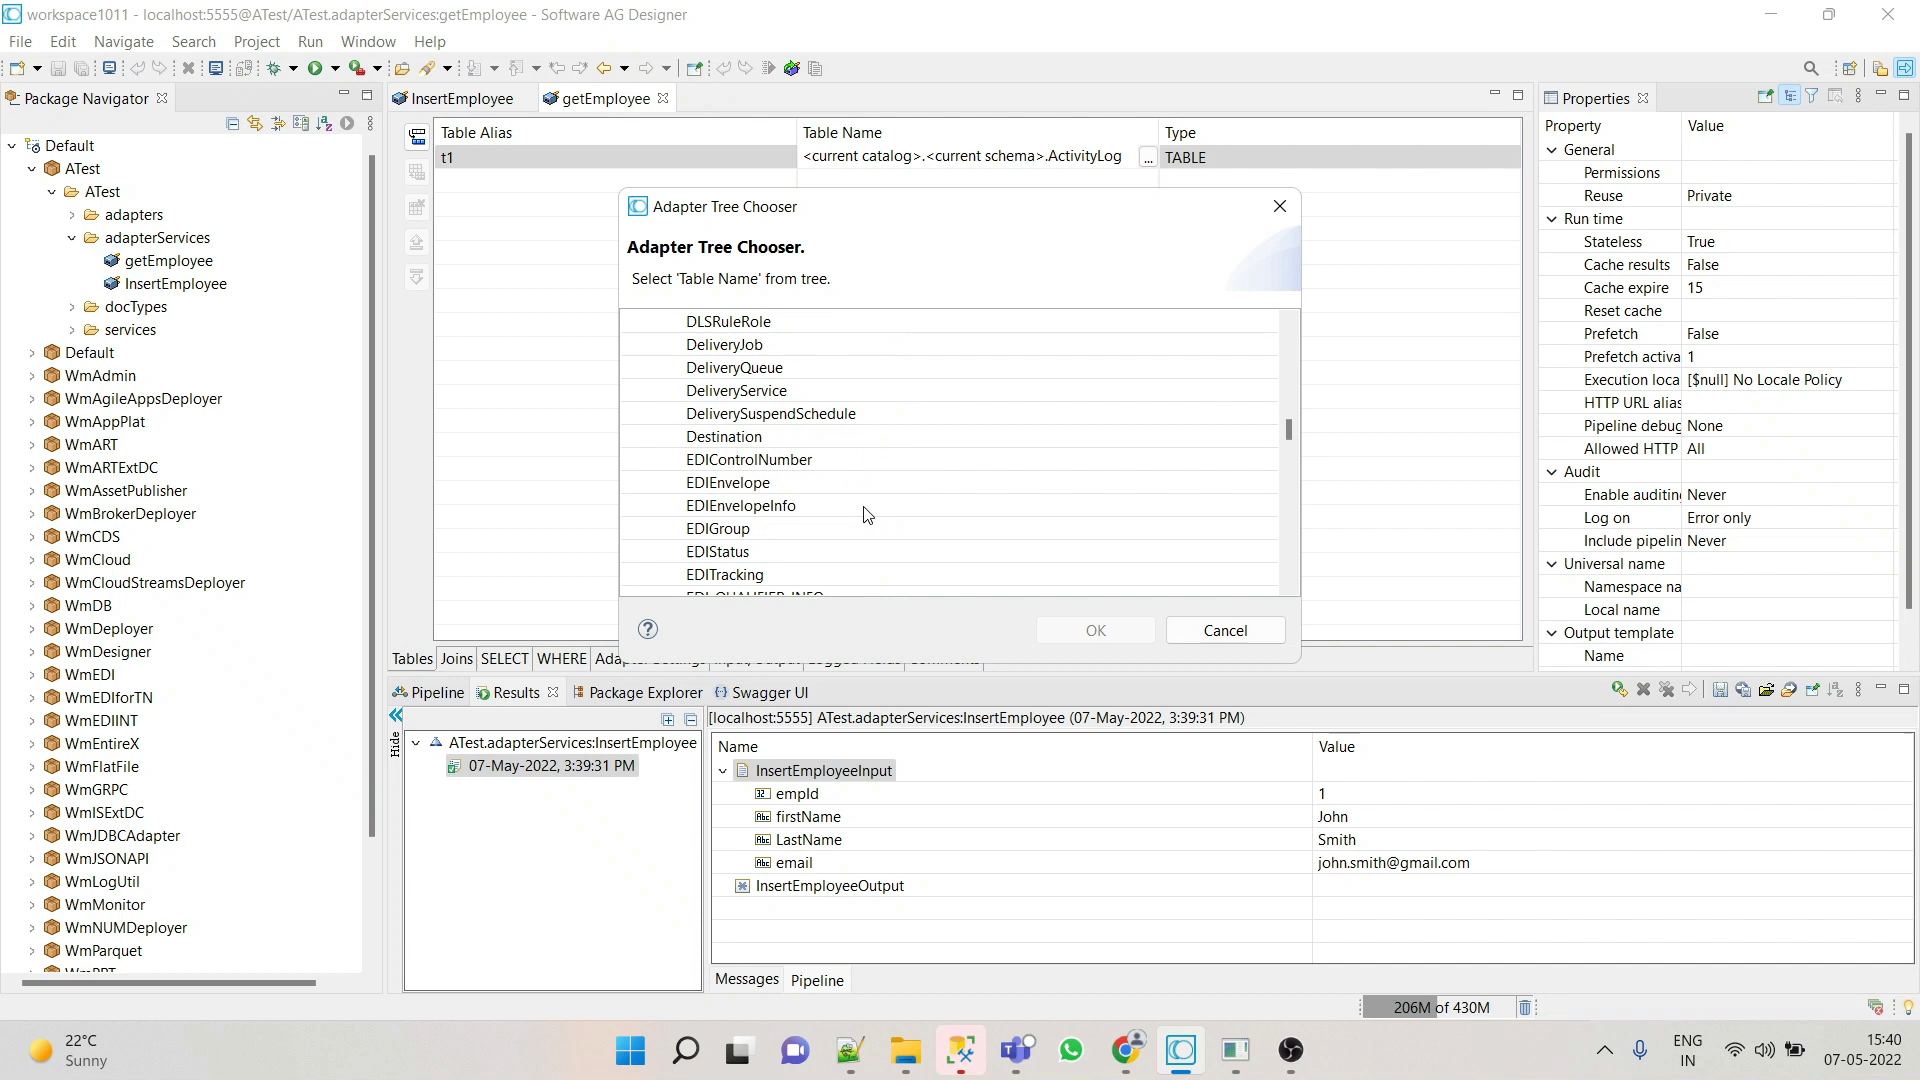 workspace1011 - localhost:5555@ATest/ATest.adapterServices:getEmployee - Software AG Designer
File Edit Navigate Search Project Run Window Help
Package Navigator
Default
ATest
ATest
adapters
adapterServices
getEmployee
InsertEmployee
docTypes
services
Default
WmAdmin
WmAgileAppsDeployer
WmAppPlat
WmART
WmARTExtDC
WmAssetPublisher
WmBrokerDeployer
WmCDS
WmCloud
WmCloudStreamsDeployer
WmDB
WmDeployer
WmDesigner
WmEDI
WmEDIforTN
WmEDIINT
WmEntireX
WmFlatFile
WmGRPC
WmISExtDC
WmJDBCAdapter
WmJSONAPI
WmLogUtil
WmMonitor
WmNUMDeployer
WmParquet
InsertEmployee getEmployee
Table Alias Table Name Type
t1 <current catalog>.<current schema>.ActivityLog ... TABLE
Adapter Tree Chooser
Adapter Tree Chooser.
Select 'Table Name' from tree.
DLSRuleRole
DeliveryJob
DeliveryQueue
DeliveryService
DeliverySuspendSchedule
Destination
EDIControlNumber
EDIEnvelope
EDIEnvelopeInfo
EDIGroup
EDIStatus
EDITracking
OK Cancel
Tables Joins SELECT WHERE
Properties
Property Value
General
Permissions
Reuse Private
Run time
Stateless True
Cache results False
Cache expire 15
Reset cache
Prefetch False
Prefetch activa 1
Execution loca [$null] No Locale Policy
HTTP URL alias
Pipeline debug None
Allowed HTTP All
Audit
Enable auditing Never
Log on Error only
Include pipelin Never
Universal name
Namespace na
Local name
Output template
Name
Pipeline Results Package Explorer Swagger UI
Hide
ATest.adapterServices:InsertEmployee
07-May-2022, 3:39:31 PM
[localhost:5555] ATest.adapterServices:InsertEmployee (07-May-2022, 3:39:31 PM)
Name Value
InsertEmployeeInput
empId 1
firstName John
LastName Smith
email john.smith@gmail.com
InsertEmployeeOutput
Messages Pipeline
206M of 430M
22°C
Sunny
ENG
IN
15:40
07-05-2022